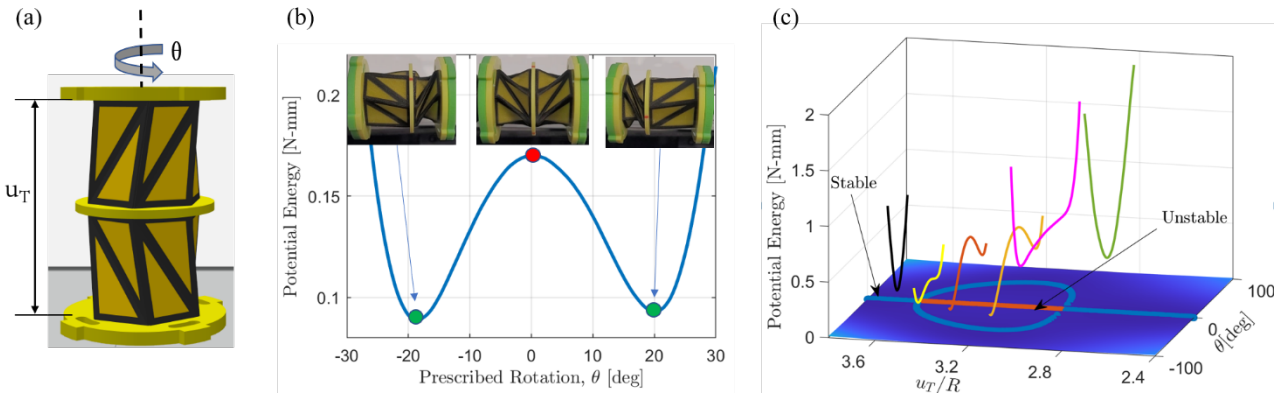 (a)
θ
u_T
(b)
Potential Energy [N-mm]
0.2
0.15
0.1
-30
-20
-10
0
10
20
30
Prescribed Rotation, θ [deg]
(c)
Potential Energy [N-mm]
2
1.5
1
0.5
0
Stable
Unstable
3.6
3.2
2.8
2.4
u_T/R
100
0
-100
θ[deg]